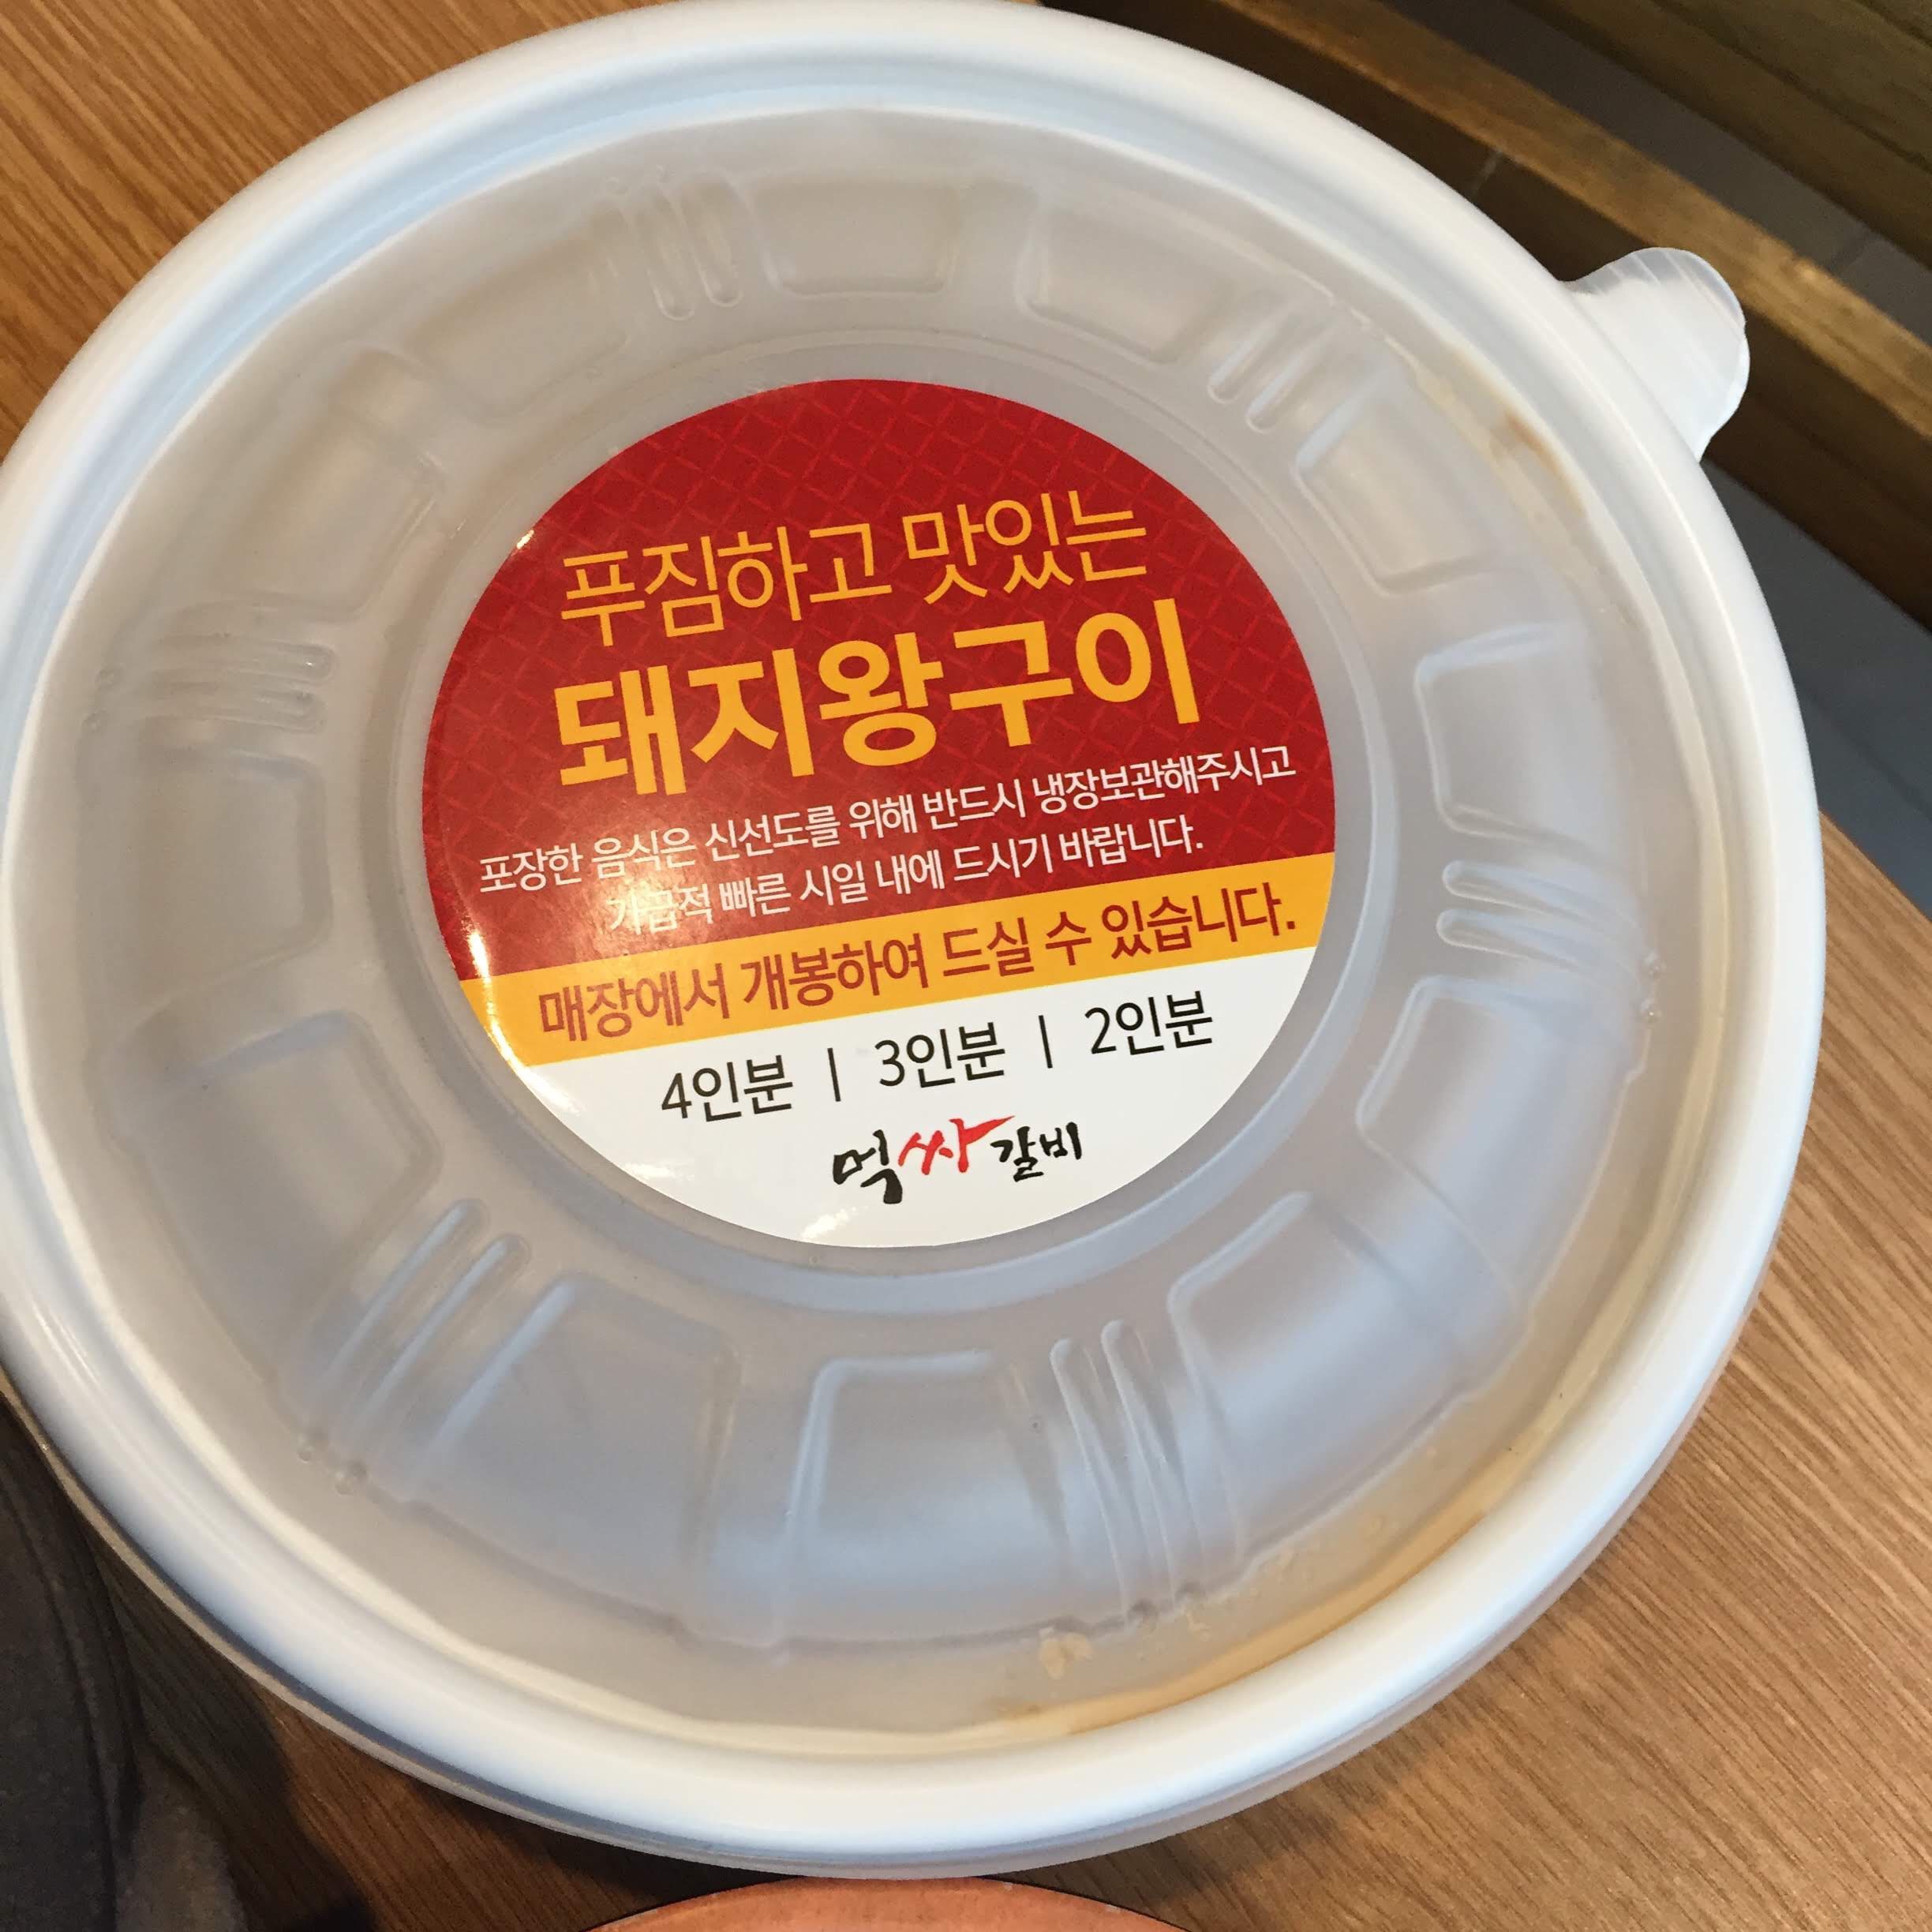 푸짐하고 맛있는
돼지왕구이
포장한 음식은 신선도를 위해 반드시 냉장보관해주시고
가급적 빠른 시일 내에 드시기 바랍니다.
매장에서 개봉하여 드실 수 있습니다.
4인분 | 3인분 | 2인분
먹싸갈비